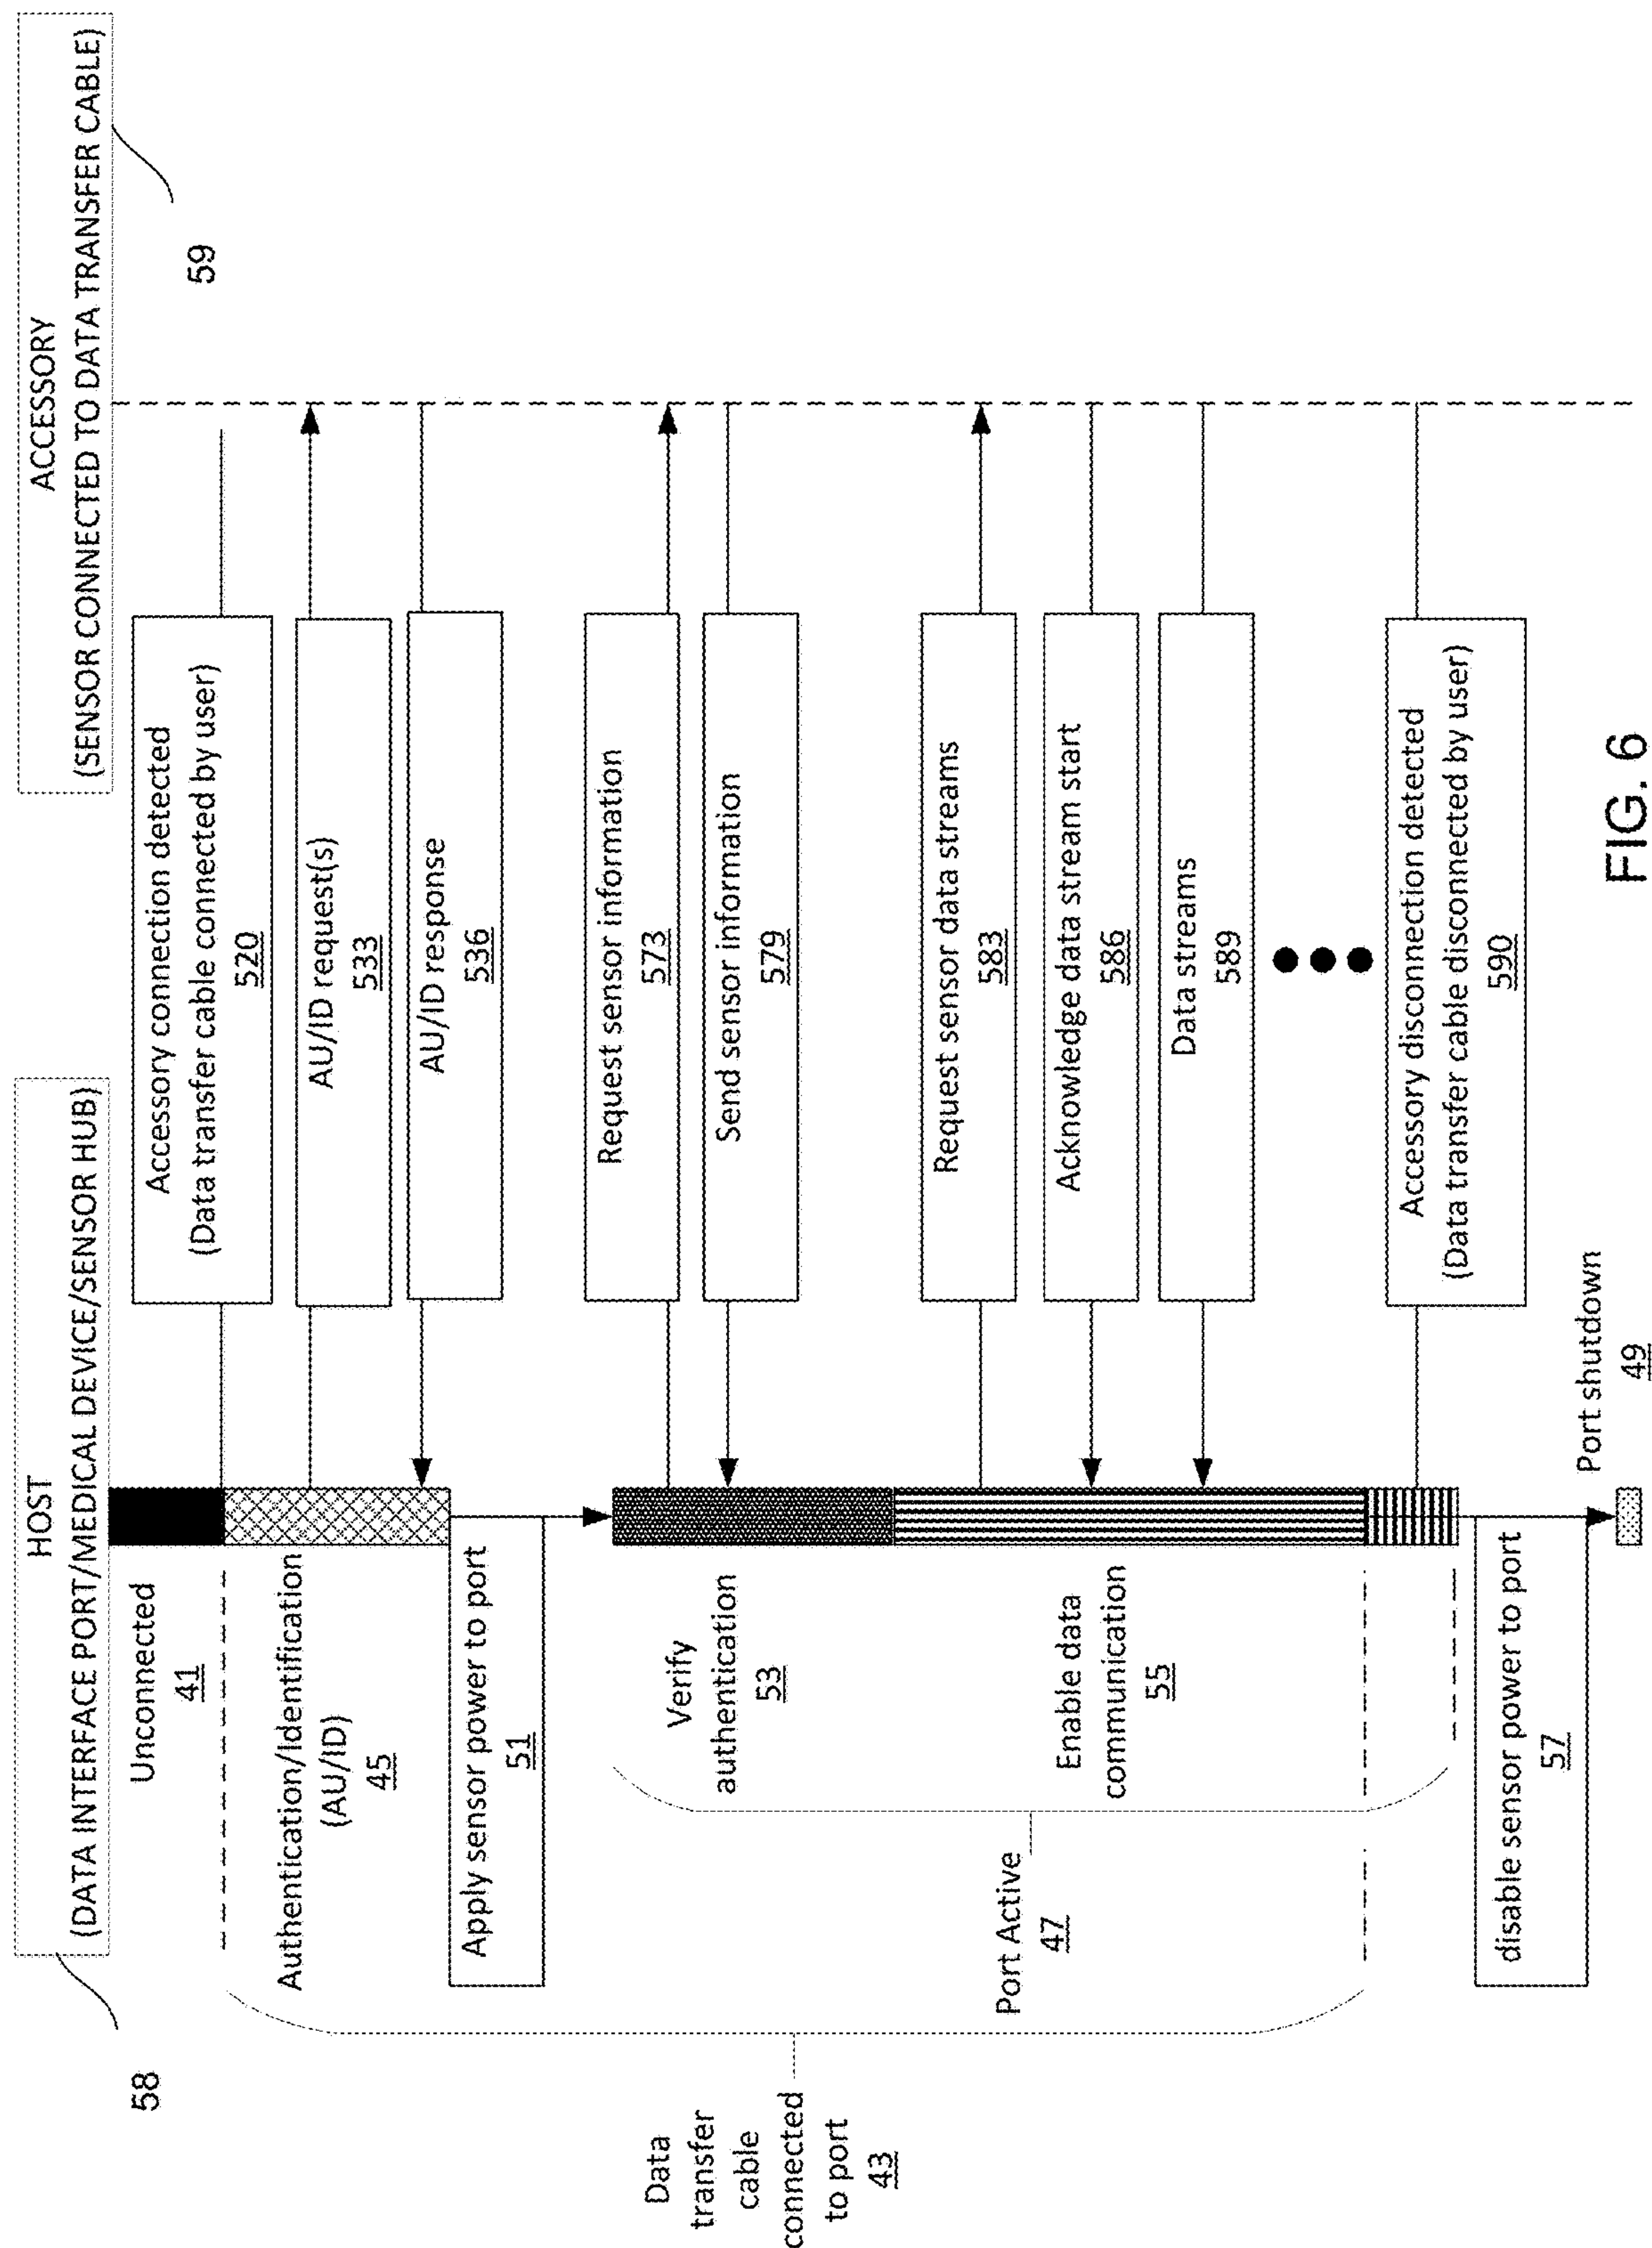 HOST
(DATA INTERFACE PORT/MEDICAL DEVICE/SENSOR HUB)
58
ACCESSORY
(SENSOR CONNECTED TO DATA TRANSFER CABLE)
59
Unconnected
41
Accessory connection detected
(Data transfer cable connected by user)
520
Authentication/Identification
(AU/ID)
45
AU/ID request(s)
533
AU/ID response
536
Apply sensor power to port
51
Data
transfer
cable
connected
to port
43
Verify
authentication
53
Request sensor information
573
Send sensor information
579
Port Active
47
Enable data
communication
55
Request sensor data streams
583
Acknowledge data stream start
586
Data streams
589
Accessory disconnection detected
(Data transfer cable disconnected by user)
590
disable sensor power to port
57
Port shutdown
49
FIG. 6